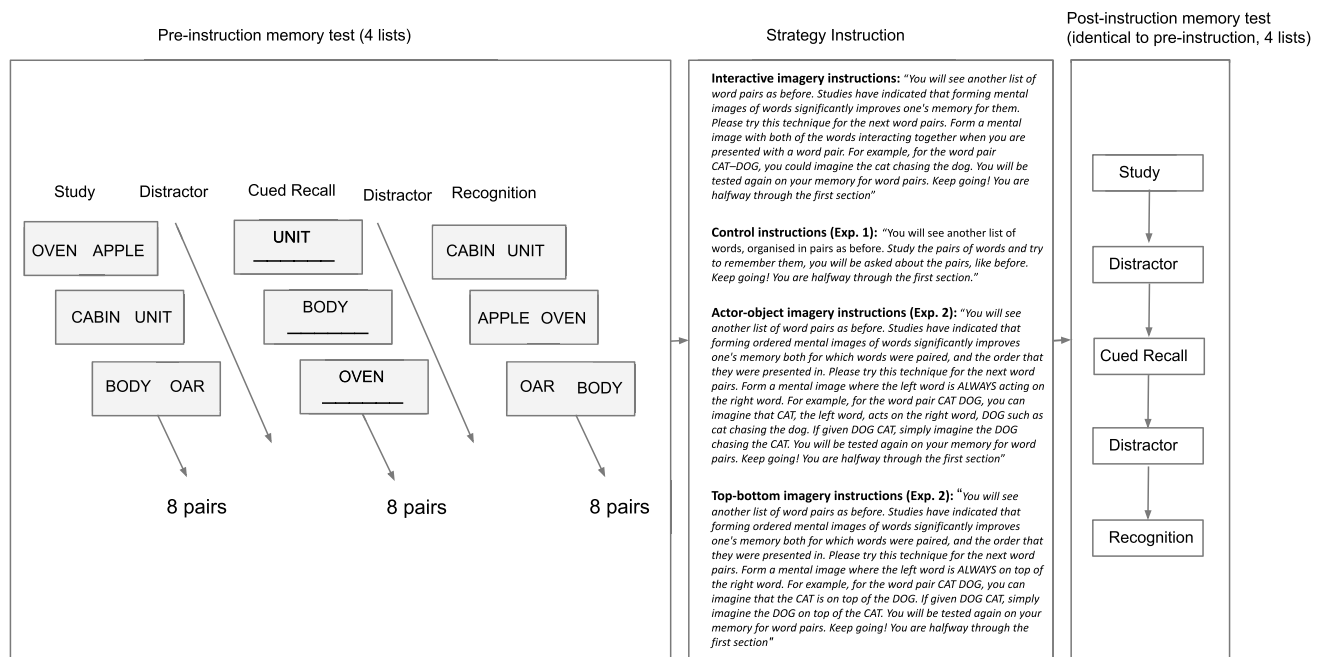 Pre-instruction memory test (4 lists)
Study
Distractor
Cued Recall
Distractor
Recognition
OVEN APPLE
CABIN UNIT
BODY OAR
8 pairs
UNIT
________
BODY
________
OVEN
________
8 pairs
CABIN UNIT
APPLE OVEN
OAR BODY
8 pairs
Strategy Instruction
Interactive imagery instructions: “You will see another list of
word pairs as before. Studies have indicated that forming mental
images of words significantly improves one's memory for them.
Please try this technique for the next word pairs. Form a mental
image with both of the words interacting together when you are
presented with a word pair. For example, for the word pair
CAT–DOG, you could imagine the cat chasing the dog. You will be
tested again on your memory for word pairs. Keep going! You are
halfway through the first section”
Control instructions (Exp. 1): “You will see another list of
words, organised in pairs as before. Study the pairs of words and try
to remember them, you will be asked about the pairs, like before.
Keep going! You are halfway through the first section.”
Actor-object imagery instructions (Exp. 2): “You will see
another list of word pairs as before. Studies have indicated that
forming ordered mental images of words significantly improves
one's memory both for which words were paired, and the order that
they were presented in. Please try this technique for the next word
pairs. Form a mental image where the left word is ALWAYS acting on
the right word. For example, for the word pair CAT DOG, you can
imagine that CAT, the left word, acts on the right word, DOG such as
cat chasing the dog. If given DOG CAT, simply imagine the DOG
chasing the CAT. You will be tested again on your memory for word
pairs. Keep going! You are halfway through the first section”
Top-bottom imagery instructions (Exp. 2): “You will see
another list of word pairs as before. Studies have indicated that
forming ordered mental images of words significantly improves
one's memory both for which words were paired, and the order that
they were presented in. Please try this technique for the next word
pairs. Form a mental image where the left word is ALWAYS on top of
the right word. For example, for the word pair CAT DOG, you can
imagine that the CAT is on top of the DOG. If given DOG CAT, simply
imagine the DOG on top of the CAT. You will be tested again on your
memory for word pairs. Keep going! You are halfway through the
first section”
Post-instruction memory test
(identical to pre-instruction, 4 lists)
Study
Distractor
Cued Recall
Distractor
Recognition